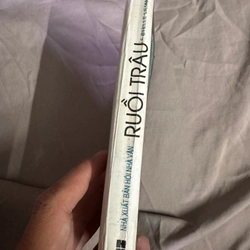 RUỒI TRÂU
NHÀ XUẤT BẢN HỘI NHÀ VĂN